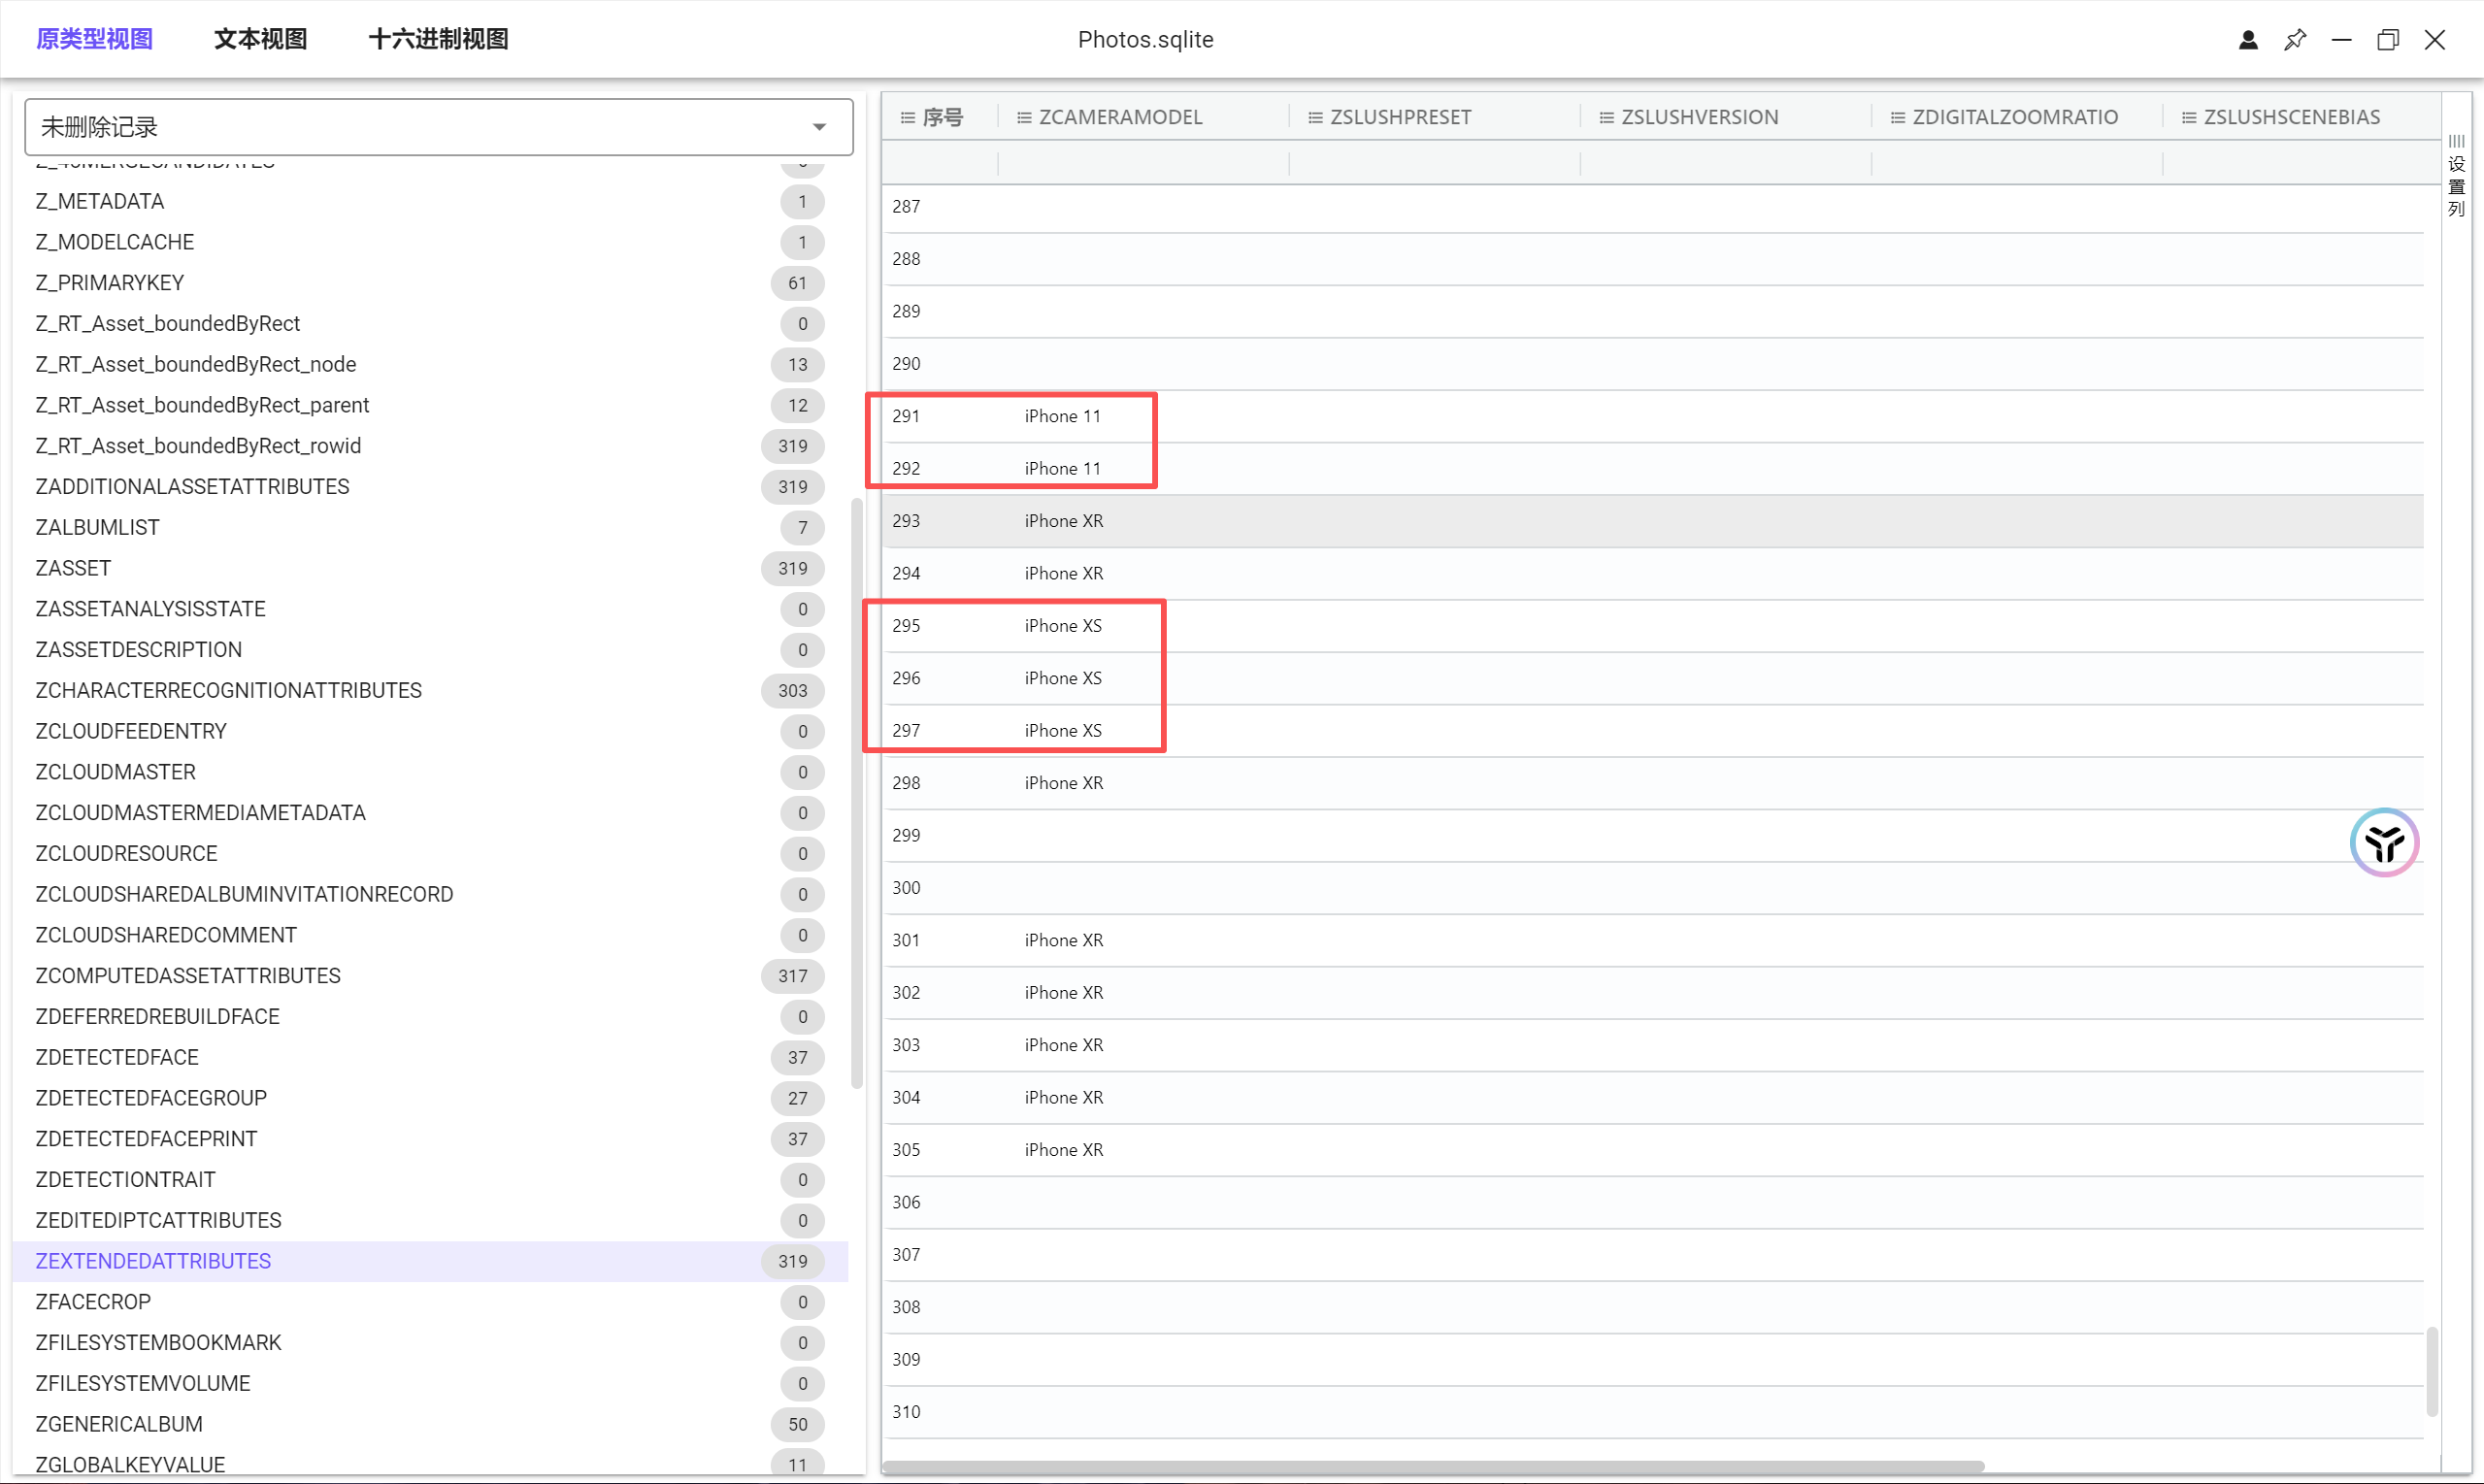 原类型视图 文本视图 十六进制视图 Photos.sqlite
未删除记录
Z_METADATA 1
Z_MODELCACHE 1
Z_PRIMARYKEY 61
Z_RT_Asset_boundedByRect 0
Z_RT_Asset_boundedByRect_node 13
Z_RT_Asset_boundedByRect_parent 12
Z_RT_Asset_boundedByRect_rowid 319
ZADDITIONALASSETATTRIBUTES 319
ZALBUMLIST 7
ZASSET 319
ZASSETANALYSISSTATE 0
ZASSETDESCRIPTION 0
ZCHARACTERRECOGNITIONATTRIBUTES 303
ZCLOUDFEEDENTRY 0
ZCLOUDMASTER 0
ZCLOUDMASTERMEDIAMETADATA 0
ZCLOUDRESOURCE 0
ZCLOUDSHAREDALBUMINVITATIONRECORD 0
ZCLOUDSHAREDCOMMENT 0
ZCOMPUTEDASSETATTRIBUTES 317
ZDEFERREDREBUILDFACE 0
ZDETECTEDFACE 37
ZDETECTEDFACEGROUP 27
ZDETECTEDFACEPRINT 37
ZDETECTIONTRAIT 0
ZEDITEDIPTCATTRIBUTES 0
ZEXTENDEDATTRIBUTES 319
ZFACECROP 0
ZFILESYSTEMBOOKMARK 0
ZFILESYSTEMVOLUME 0
ZGENERICALBUM 50
ZGLOBALKEYVALUE 11
序号 ZCAMERAMODEL ZSLUSHPRESET ZSLUSHVERSION ZDIGITALZOOMRATIO ZSLUSHSCENEBIAS
287
288
289
290
291 iPhone 11
292 iPhone 11
293 iPhone XR
294 iPhone XR
295 iPhone XS
296 iPhone XS
297 iPhone XS
298 iPhone XR
299
300
301 iPhone XR
302 iPhone XR
303 iPhone XR
304 iPhone XR
305 iPhone XR
306
307
308
309
310
设置列